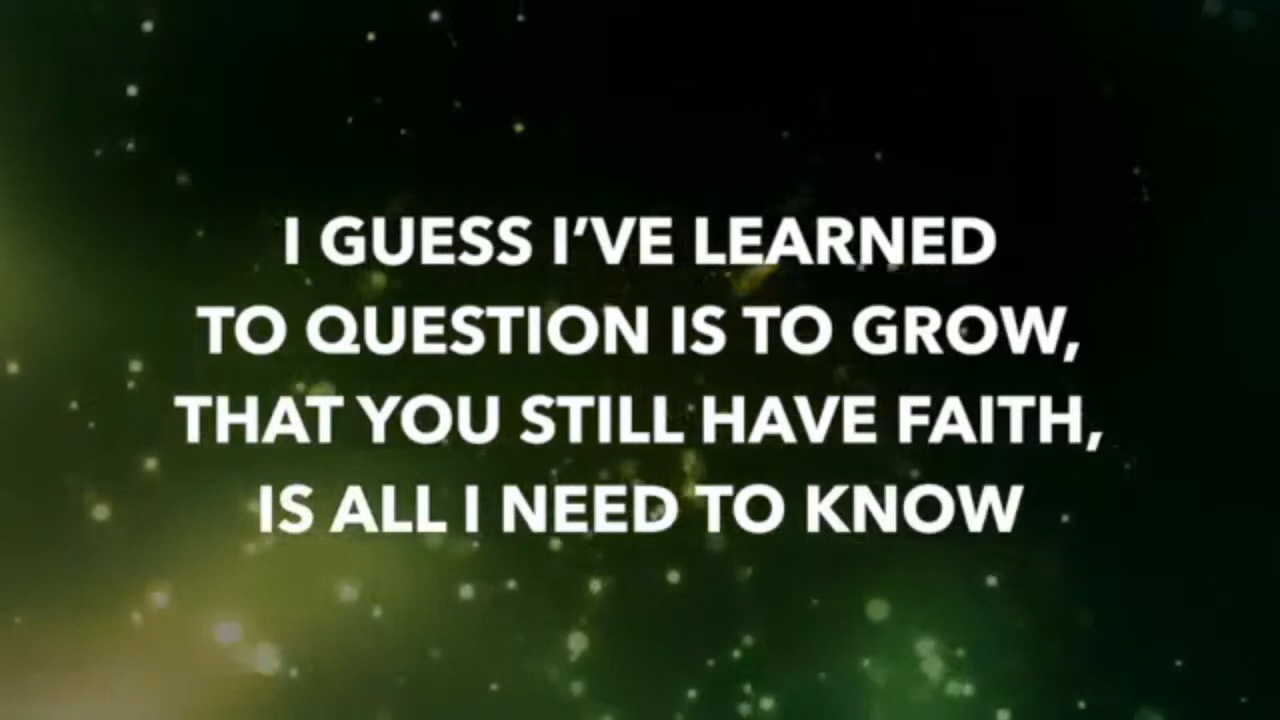 I GUESS I'VE LEARNED
TO QUESTION IS TO GROW,
THAT YOU STILL HAVE FAITH,
IS ALL I NEED TO KNOW